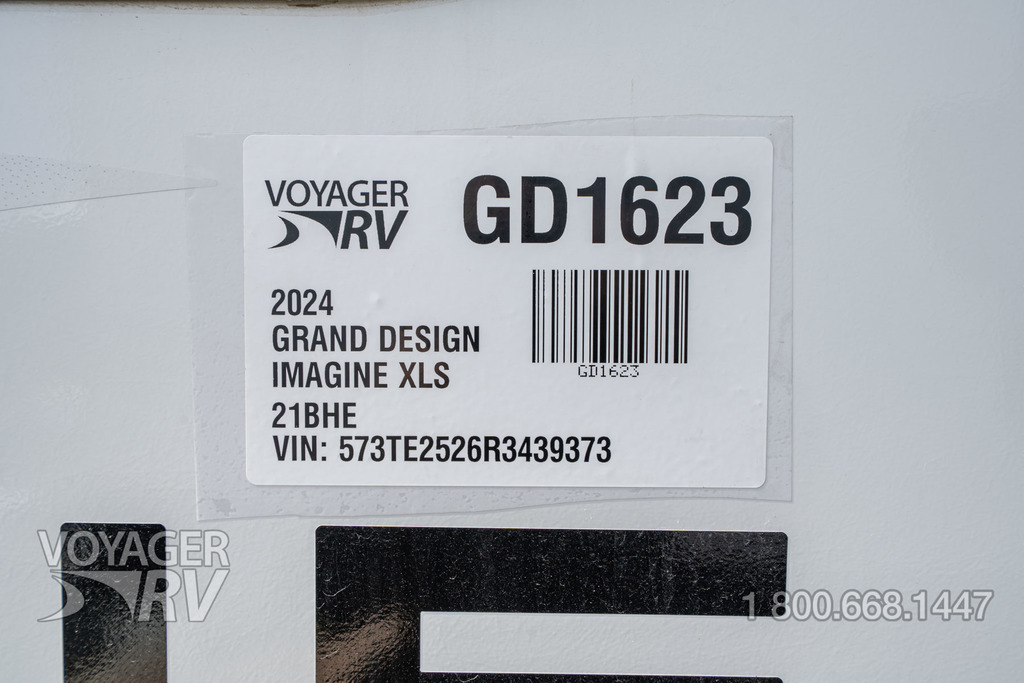 VOYAGER
RV
GD1623
2024
GRAND DESIGN
IMAGINE XLS
21BHE
VIN: 573TE2526R3439373
GD1623
VOYAGER
RV
1 800.668.1447